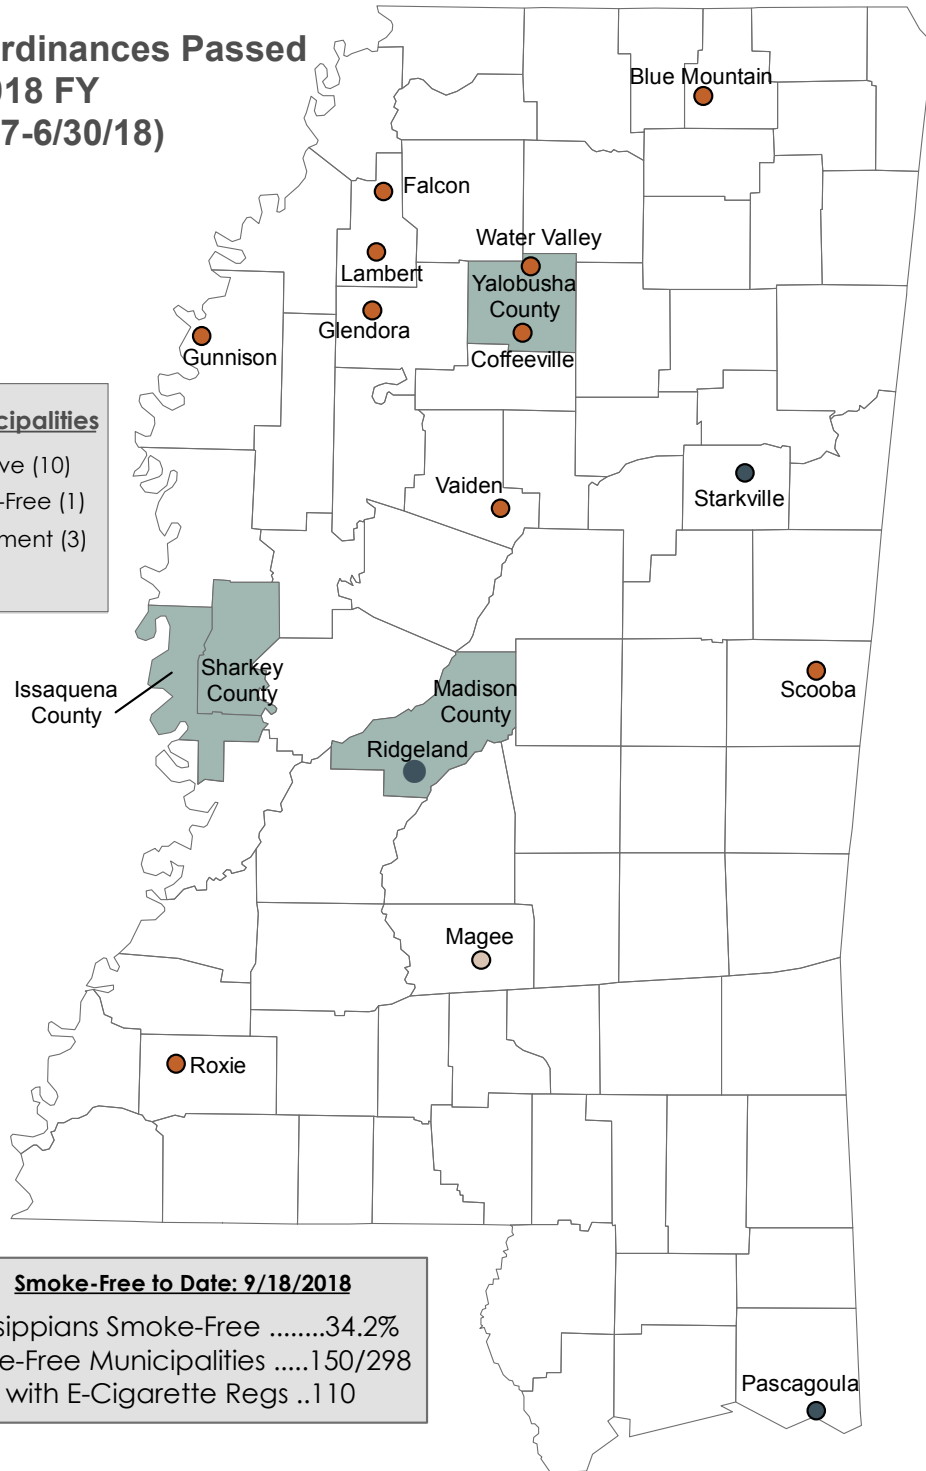 rdinances Passed
018 FY
7-6/30/18)
Blue Mountain
Falcon
Water Valley
Lambert
Yalobusha
County
Glendora
Gunnison
Coffeeville
cipalities
ve (10)
-Free (1)
ment (3)
Vaiden
Starkville
Issaquena
County
Sharkey
County
Madison
County
Scooba
Ridgeland
Magee
Roxie
Smoke-Free to Date: 9/18/2018
sippians Smoke-Free ........34.2%
e-Free Municipalities .....150/298
with E-Cigarette Regs ..110
Pascagoula